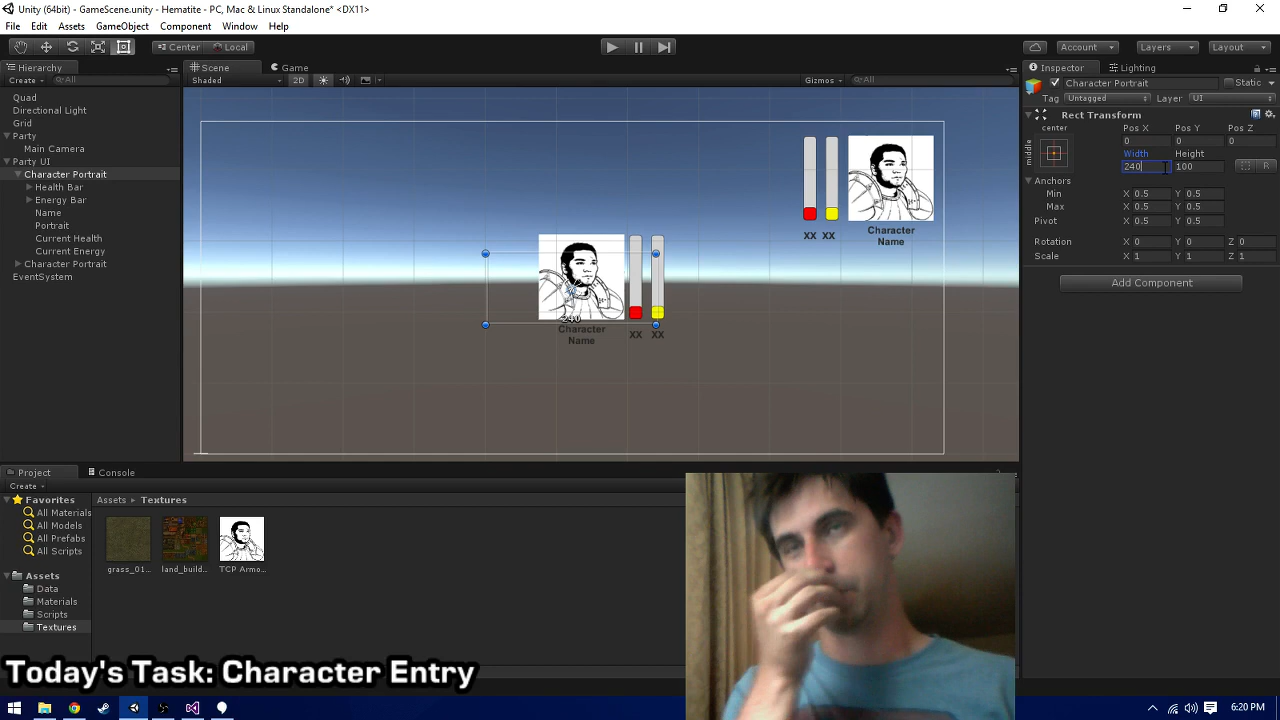 Unity (64bit) - GameScene.unity - Hematite - PC, Mac & Linux Standalone* <DX11>
File Edit Assets GameObject Component Window Help
Center Local Account Layers Layout
Hierarchy Scene Game Inspector Lighting
Create All Shaded 2D Gizmos All Character Portrait Static
Tag Untagged Layer UI
Quad
Directional Light
Grid
Party
Main Camera
Party UI
Character Portrait
Health Bar
Energy Bar
Name
Portrait
Current Health
Current Energy
Character Portrait
EventSystem
XX XX Character
Name
240
Character
Name
XX XX
Rect Transform
center
middle
Pos X Pos Y Pos Z
0 0 0
Width Height
240 100 R
Anchors
Min X 0.5 Y 0.5
Max X 0.5 Y 0.5
Pivot X 0.5 Y 0.5
Rotation X 0 Y 0 Z 0
Scale X 1 Y 1 Z 1
Add Component
Project Console
Create
Favorites
All Materials
All Models
All Prefabs
All Scripts
Assets
Data
Materials
Scripts
Textures
Assets Textures
grass_01... land_build... TCP Armo...
Today's Task: Character Entry
6:20 PM